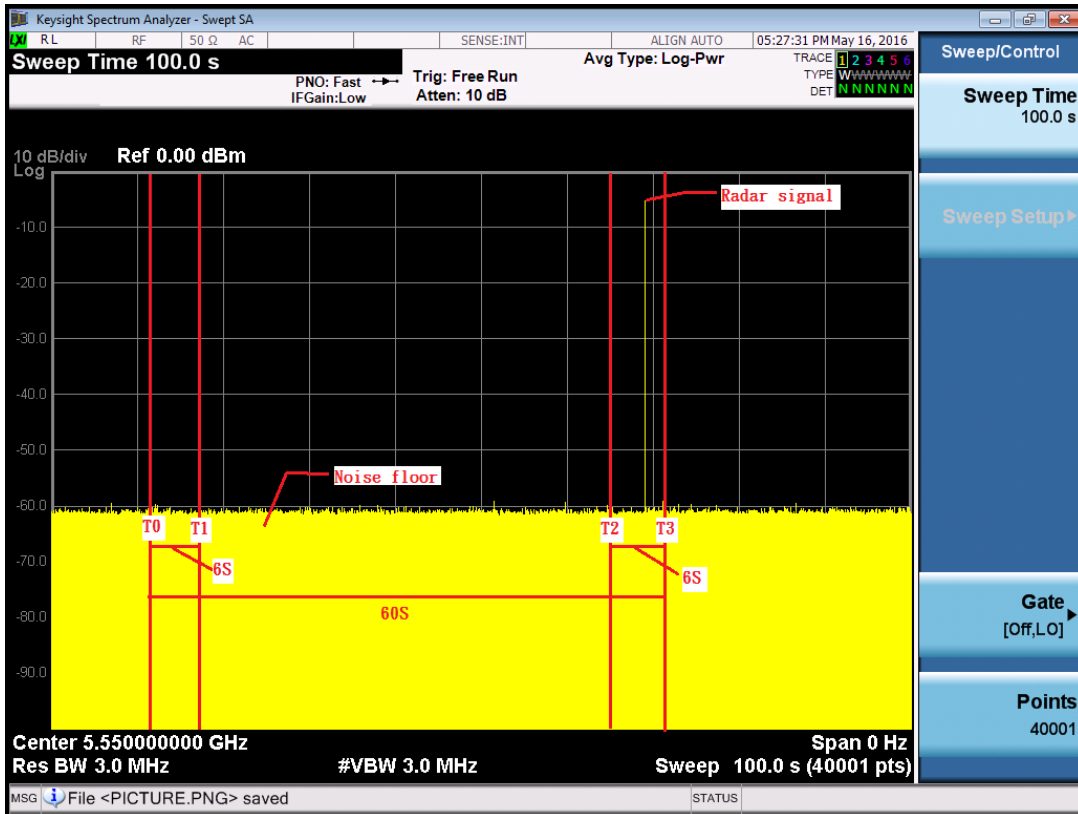 Keysight Spectrum Analyzer - Swept SA
LXI RL RF 50 Ω AC SENSE:INT ALIGN AUTO 05:27:31 PM May 16, 2016
Sweep Time 100.0 s
PNO: Fast
IFGain:Low
Trig: Free Run
Atten: 10 dB
Avg Type: Log-Pwr
TRACE 1 2 3 4 5 6
TYPE WWWWWW
DET N N N N N N
10 dB/div Ref 0.00 dBm
Log
Radar signal
-10.0
-20.0
-30.0
-40.0
-50.0
Noise floor
-60.0
T0 T1 T2 T3
-70.0
6S 6S
60S
-80.0
-90.0
Center 5.550000000 GHz Span 0 Hz
Res BW 3.0 MHz #VBW 3.0 MHz Sweep 100.0 s (40001 pts)
MSG File <PICTURE.PNG> saved STATUS
Sweep/Control
Sweep Time
100.0 s
Sweep Setup
Gate
[Off,LO]
Points
40001